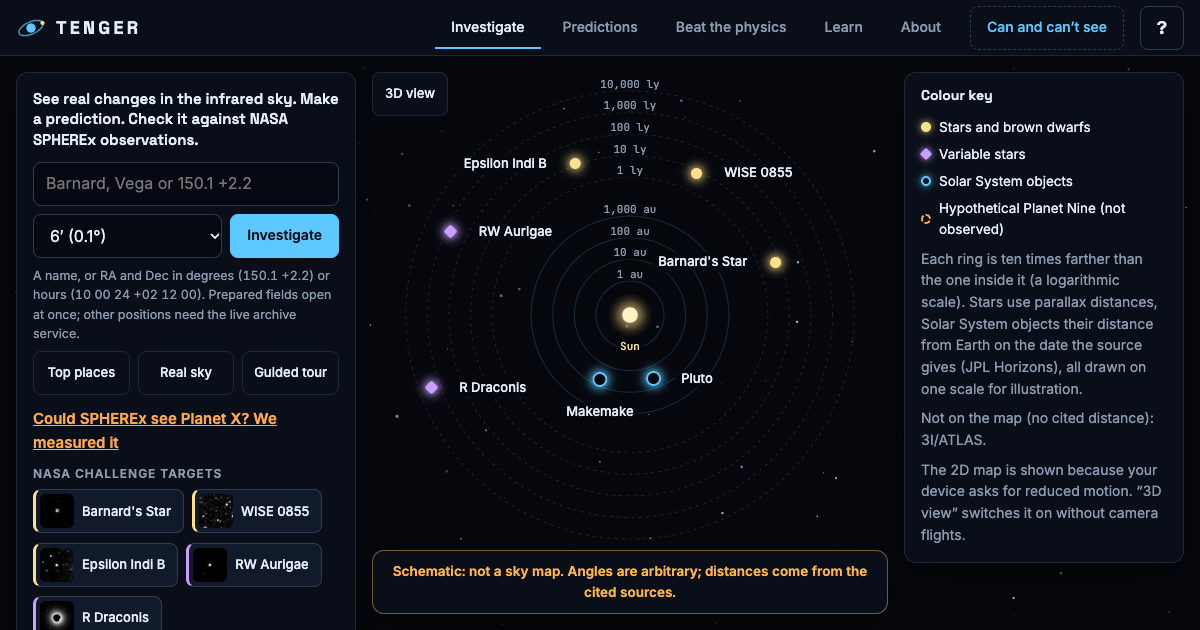 TENGER
Investigate
Predictions
Beat the physics
Learn
About
Can and can't see
?
See real changes in the infrared sky. Make
a prediction. Check it against NASA
SPHEREx observations.
Barnard, Vega or 150.1 +2.2
6′ (0.1°)
Investigate
A name, or RA and Dec in degrees (150.1 +2.2) or
hours (10 00 24 +02 12 00). Prepared fields open
at once; other positions need the live archive
service.
Top places
Real sky
Guided tour
Could SPHEREx see Planet X? We
measured it
NASA CHALLENGE TARGETS
Barnard's Star
WISE 0855
Epsilon Indi B
RW Aurigae
R Draconis
3D view
10,000 ly
1,000 ly
100 ly
10 ly
1 ly
1,000 au
100 au
10 au
1 au
Epsilon Indi B
WISE 0855
RW Aurigae
Barnard's Star
Sun
R Draconis
Pluto
Makemake
Schematic: not a sky map. Angles are arbitrary; distances come from the
cited sources.
Colour key
Stars and brown dwarfs
Variable stars
Solar System objects
Hypothetical Planet Nine (not
observed)
Each ring is ten times farther than
the one inside it (a logarithmic
scale). Stars use parallax distances,
Solar System objects their distance
from Earth on the date the source
gives (JPL Horizons), all drawn on
one scale for illustration.
Not on the map (no cited distance):
3I/ATLAS.
The 2D map is shown because your
device asks for reduced motion. “3D
view” switches it on without camera
flights.